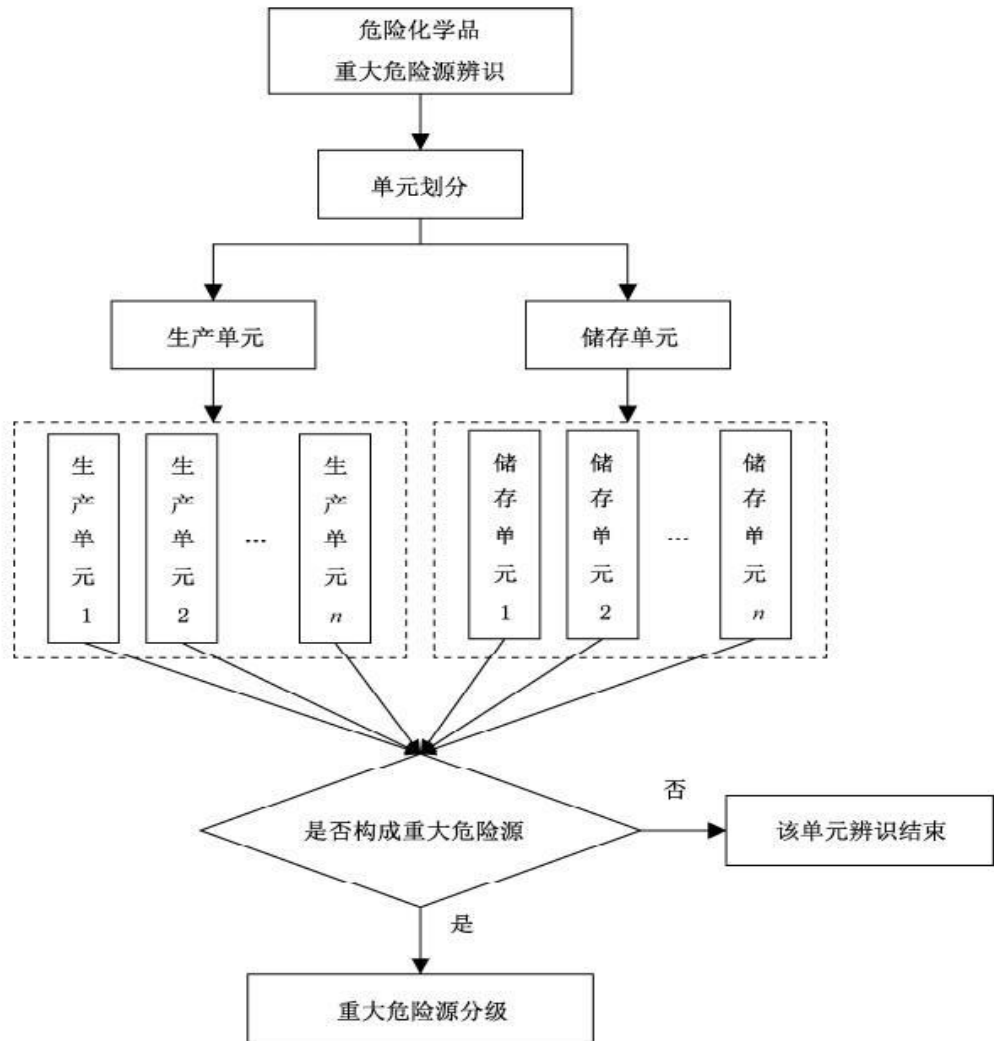 危险化学品
重大危险源辨识
单元划分
生产单元
储存单元
生产单元1
生产单元2
…
生产单元n
储存单元1
储存单元2
…
储存单元n
是否构成重大危险源
否
该单元辨识结束
是
重大危险源分级